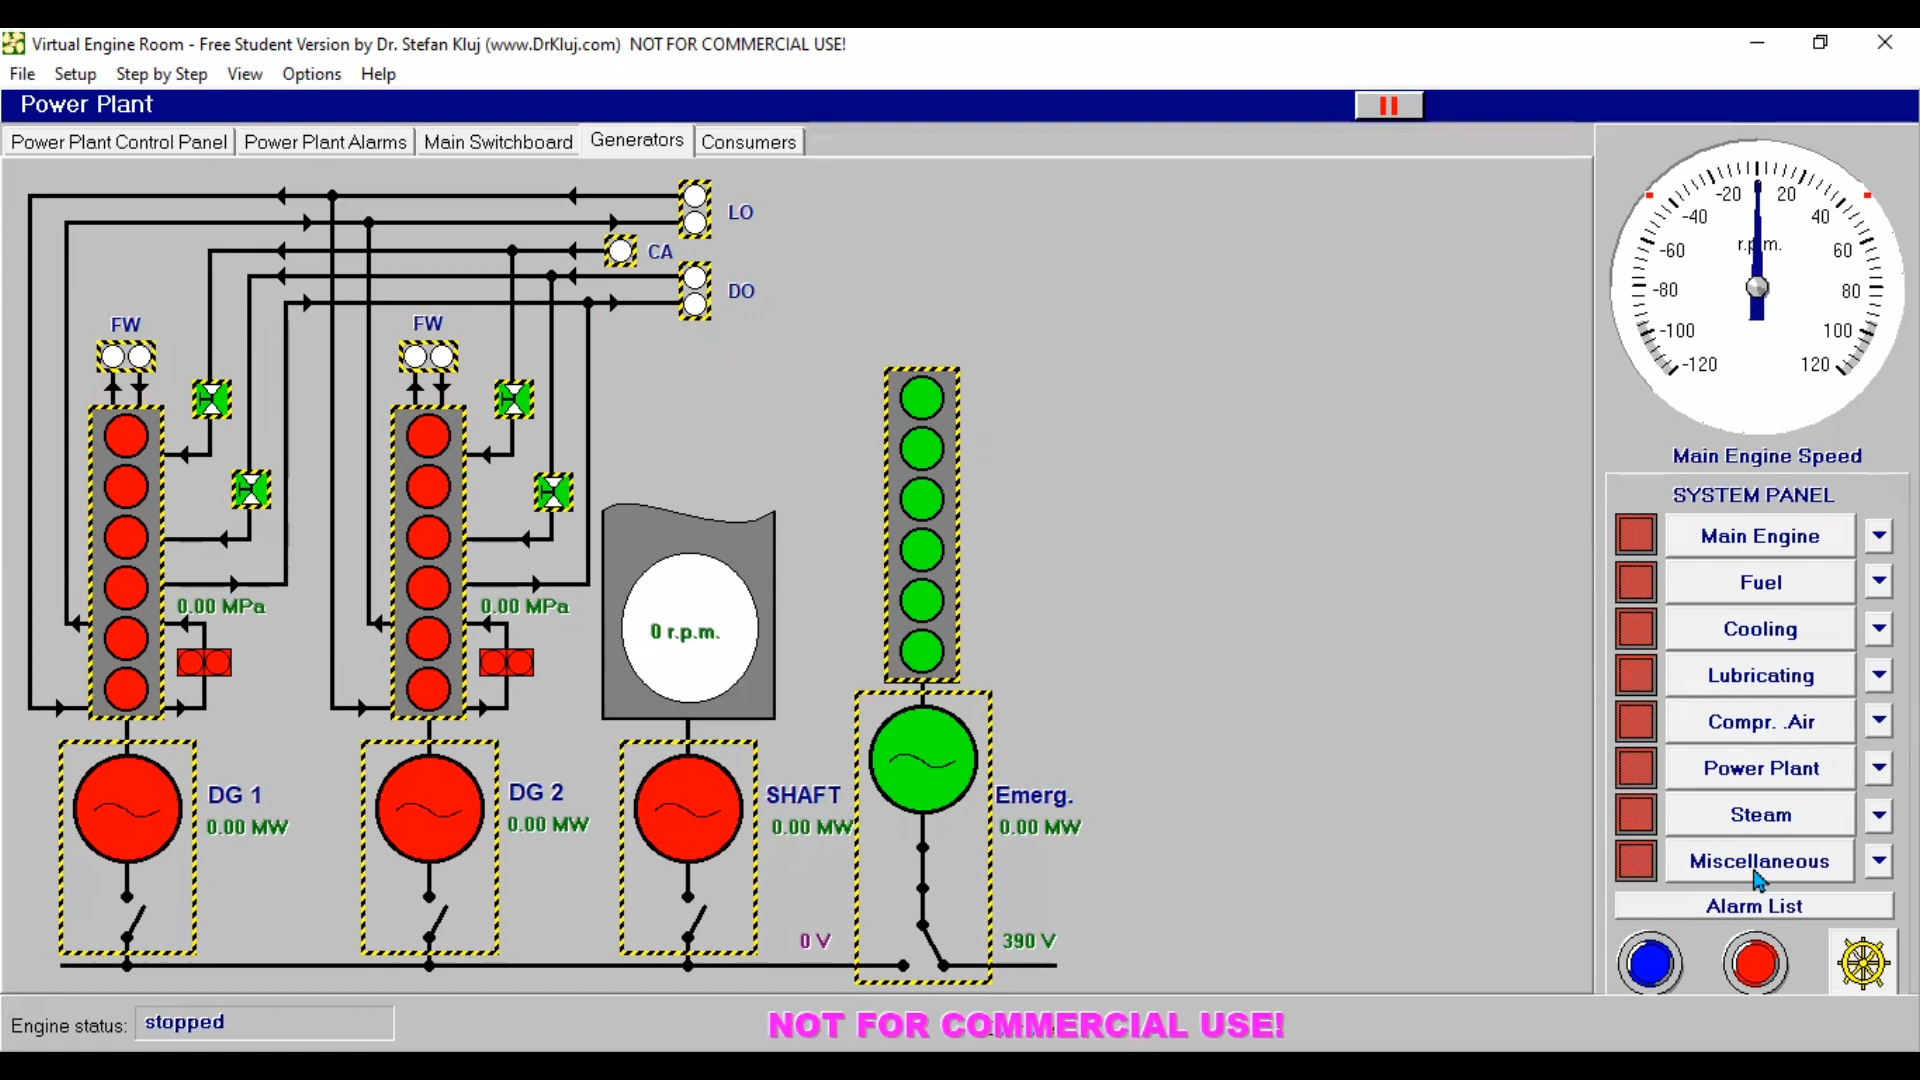 Virtual Engine Room - Free Student Version by Dr. Stefan Kluj (www.DrKluj.com)  NOT FOR COMMERCIAL USE!
File Setup Step by Step View Options Help
Power Plant
Power Plant Control Panel Power Plant Alarms Main Switchboard Generators Consumers
LO
CA
DO
FW FW
0.00 MPa 0.00 MPa
0 r.p.m.
DG 1
0.00 MW
DG 2
0.00 MW
SHAFT
0.00 MW
Emerg.
0.00 MW
0 V 390 V
-20 20
-40 40
r.p.m.
-60 60
-80 80
-100 100
-120 120
Main Engine Speed
SYSTEM PANEL
Main Engine
Fuel
Cooling
Lubricating
Compr. .Air
Power Plant
Steam
Miscellaneous
Alarm List
Engine status: stopped
NOT FOR COMMERCIAL USE!